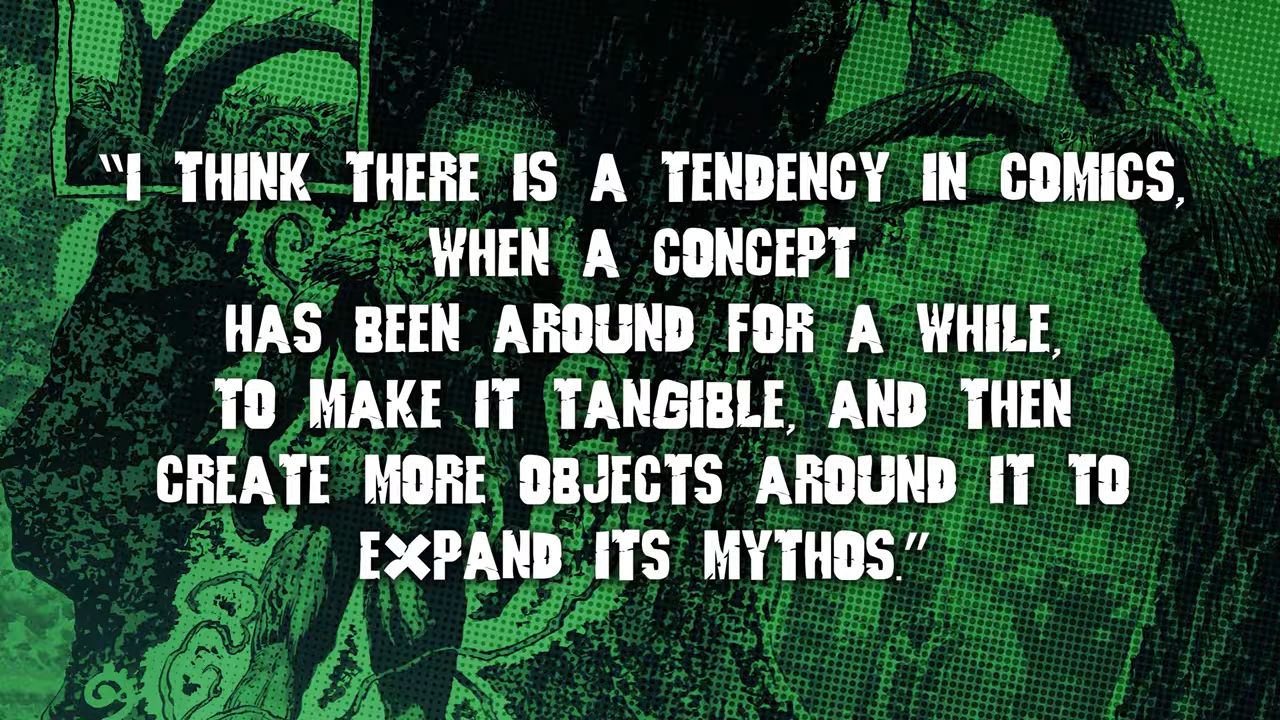 “I THINK THERE IS A TENDENCY IN COMICS,
WHEN A CONCEPT
HAS BEEN AROUND FOR A WHILE,
TO MAKE IT TANGIBLE, AND THEN
CREATE MORE OBJECTS AROUND IT TO
EXPAND ITS MYTHOS.”